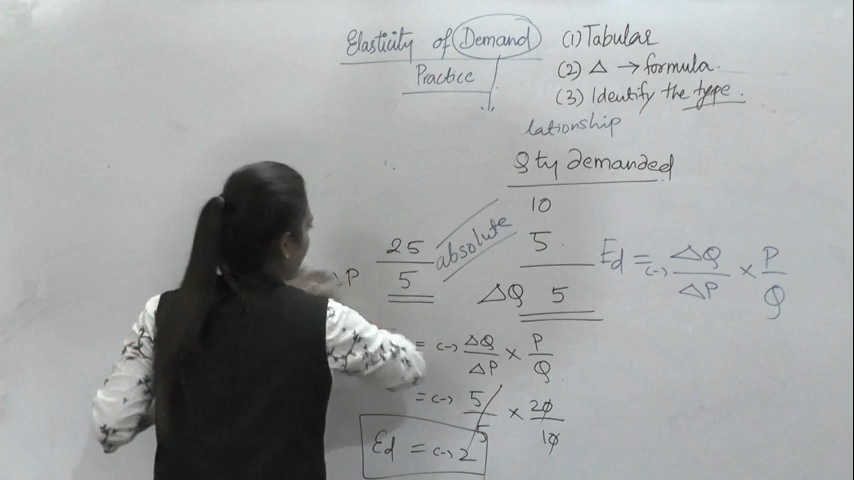 Elasticity of Demand
Practice
(1) Tabular
(2) Δ → formula.
(3) Identify the type.
lationship
Qty demanded
10
25
absolute
5.
ΔP
5
ΔQ 5
Ed = (-) ΔQ/ΔP × P/Q
= (-) ΔQ/ΔP × P/Q
= (-) 5/5 × 20/10
Ed = (-) 2